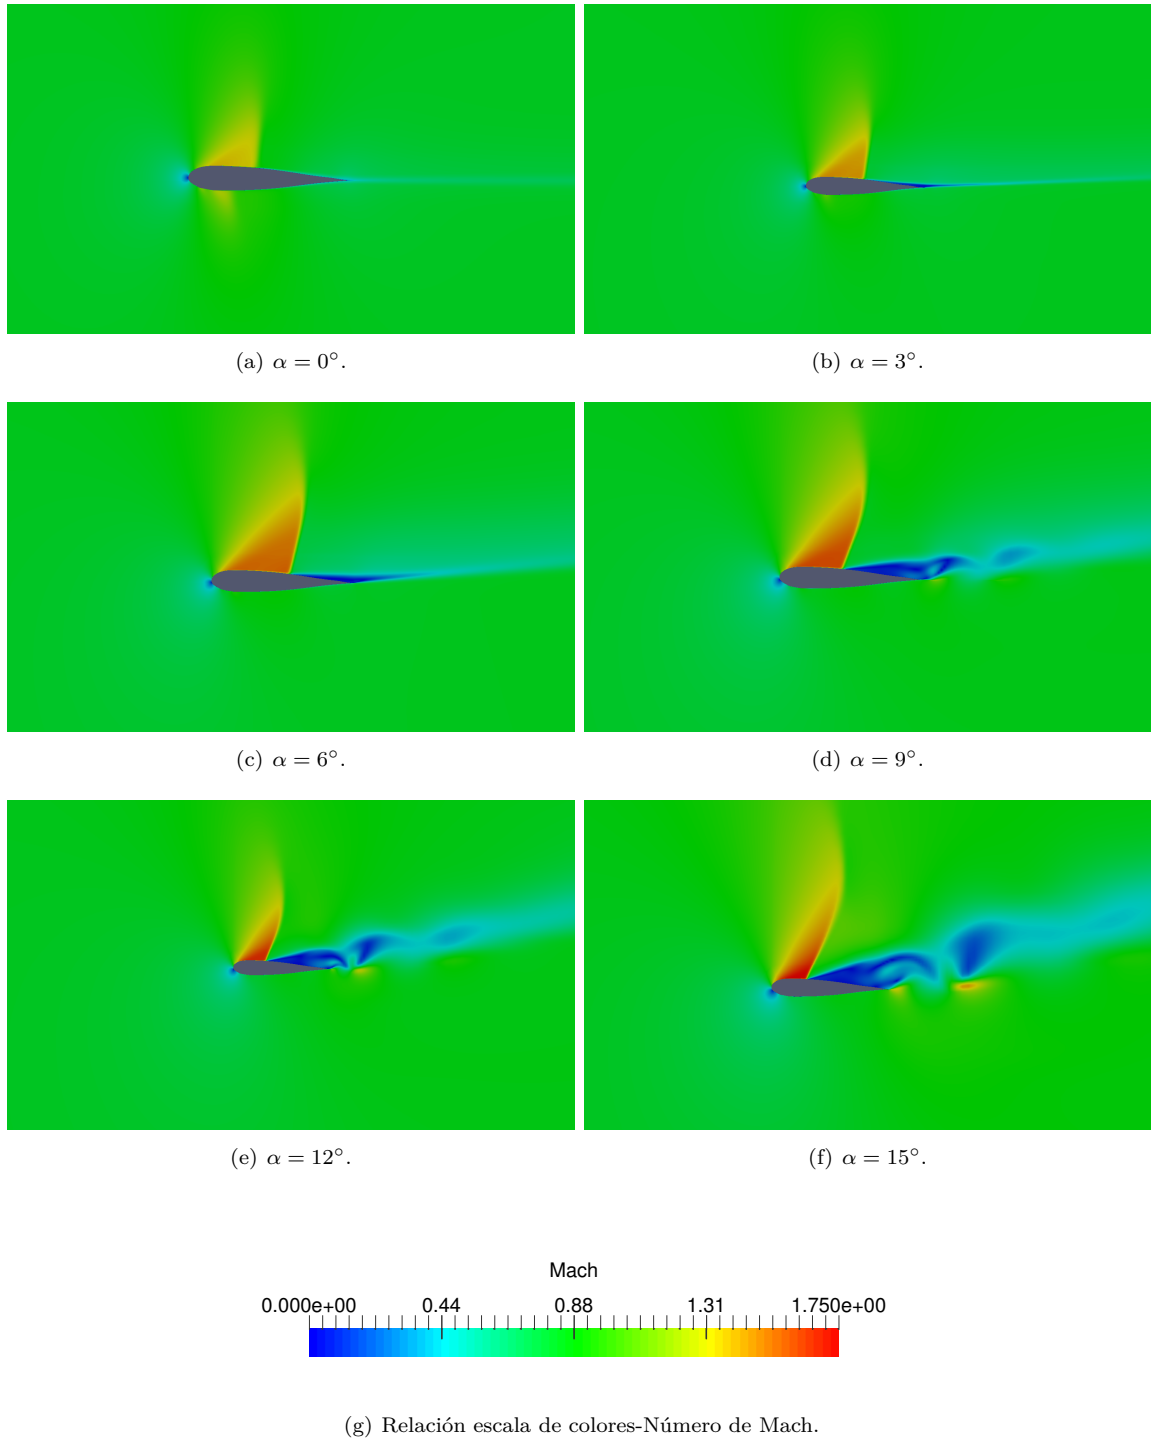 (a) α = 0°.
(b) α = 3°.
(c) α = 6°.
(d) α = 9°.
(e) α = 12°.
(f) α = 15°.
Mach
0.000e+00 0.44 0.88 1.31 1.750e+00
(g) Relación escala de colores-Número de Mach.